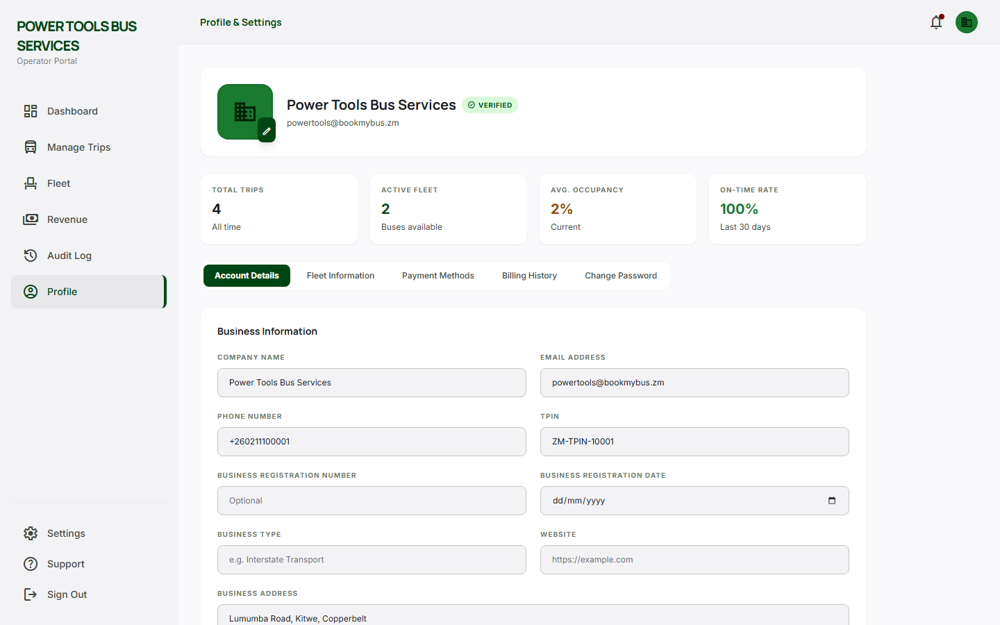 POWER TOOLS BUS
SERVICES
Operator Portal
Dashboard
Manage Trips
Fleet
Revenue
Audit Log
Profile
Settings
Support
Sign Out
Profile & Settings
Power Tools Bus Services
VERIFIED
powertools@bookmybus.zm
TOTAL TRIPS
4
All time
ACTIVE FLEET
2
Buses available
AVG. OCCUPANCY
2%
Current
ON-TIME RATE
100%
Last 30 days
Account Details
Fleet Information
Payment Methods
Billing History
Change Password
Business Information
COMPANY NAME
Power Tools Bus Services
EMAIL ADDRESS
powertools@bookmybus.zm
PHONE NUMBER
+260211100001
TPIN
ZM-TPIN-10001
BUSINESS REGISTRATION NUMBER
Optional
BUSINESS REGISTRATION DATE
dd/mm/yyyy
BUSINESS TYPE
e.g. Interstate Transport
WEBSITE
https://example.com
BUSINESS ADDRESS
Lumumba Road, Kitwe, Copperbelt